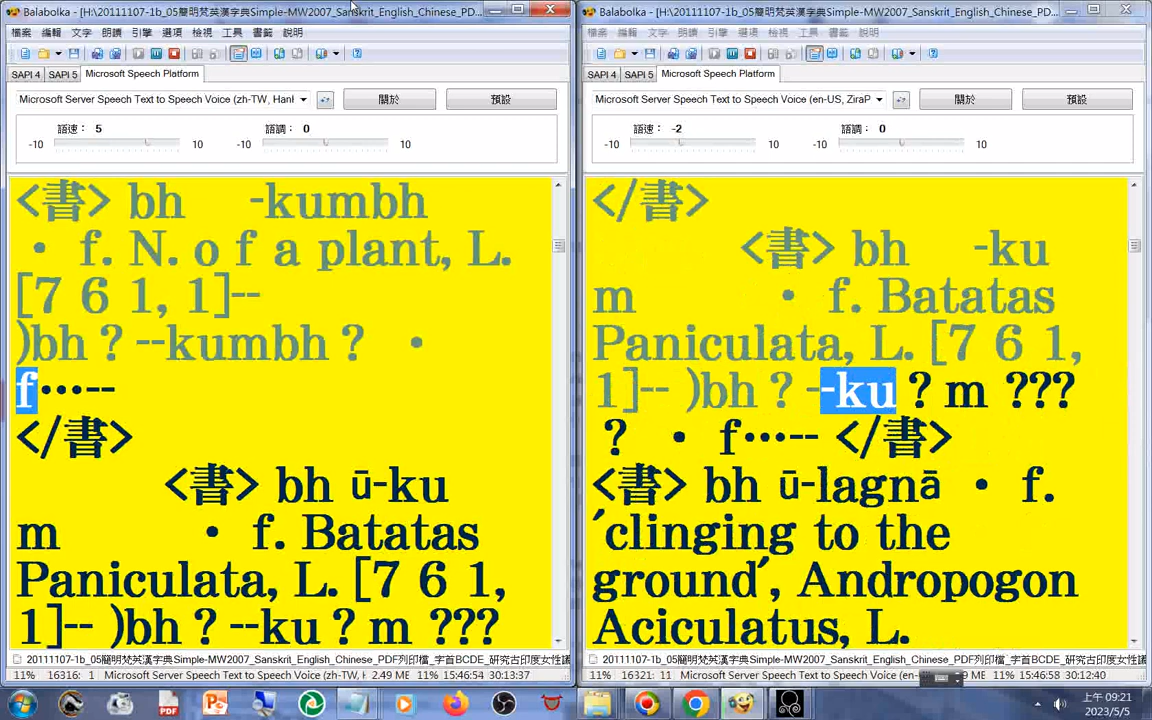 Balabolka - [H:\20111107-1b_05簡明梵英漢字典Simple-MW2007_Sanskrit_English_Chinese_PD...
檔案 編輯 文字 朗讀 引擎 選項 檢視 工具 書籤 說明
SAPI 4 SAPI 5 Microsoft Speech Platform
Microsoft Server Speech Text to Speech Voice (zh-TW, Hanl 關於 預設
語速: 5 語調: 0
-10 10 -10 10
<書> bh -kumbh
• f. N. o f a plant, L.
[7 6 1, 1]--
)bh ? --kumbh ? •
f…--
</書>
<書> bh ū-ku
m • f. Batatas
Paniculata, L. [7 6 1,
1]-- )bh ? --ku ? m ???
20111107-1b_05簡明梵英漢字典Simple-MW2007_Sanskrit_English_Chinese_PDF列印檔_字首BCDE_研究古印度女性議
11% 16316: 1 Microsoft Server Speech Text to Speech Voice (zh-TW, H 2.49 MB 11% 15:46:54 30:13:37
Balabolka - [H:\20111107-1b_05簡明梵英漢字典Simple-MW2007_Sanskrit_English_Chinese_PD...
檔案 編輯 文字 朗讀 引擎 選項 檢視 工具 書籤 說明
SAPI 4 SAPI 5 Microsoft Speech Platform
Microsoft Server Speech Text to Speech Voice (en-US, ZiraP 關於 預設
語速: -2 語調: 0
-10 10 -10 10
</書>
<書> bh -ku
m • f. Batatas
Paniculata, L. [7 6 1,
1]-- )bh ? --ku ? m ???
? • f…-- </書>
<書> bh ū-lagnā • f.
'clinging to the
ground', Andropogon
Aciculatus, L.
20111107-1b_05簡明梵英漢字典Simple-MW2007_Sanskrit_English_Chinese_PDF列印檔_字首BCDE_研究古印度女性議
11% 16321: 11 Microsoft Server Speech Text to Speech Voice (en-US, 9 MB 11% 15:46:58 30:12:40
PDF
上午 09:21
2023/5/5